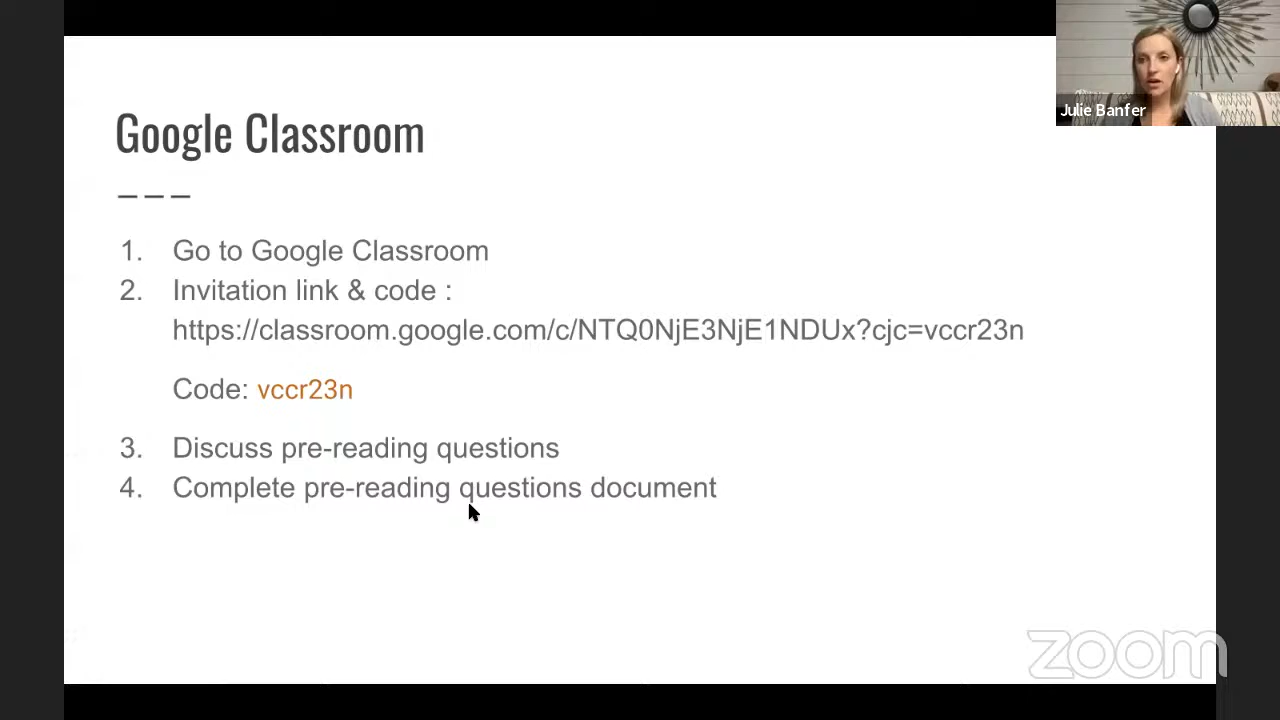 Julie Banfer
Google Classroom
1. Go to Google Classroom
2. Invitation link & code :
https://classroom.google.com/c/NTQ0NjE3NjE1NDUx?cjc=vccr23n
Code: vccr23n
3. Discuss pre-reading questions
4. Complete pre-reading questions document
zoom